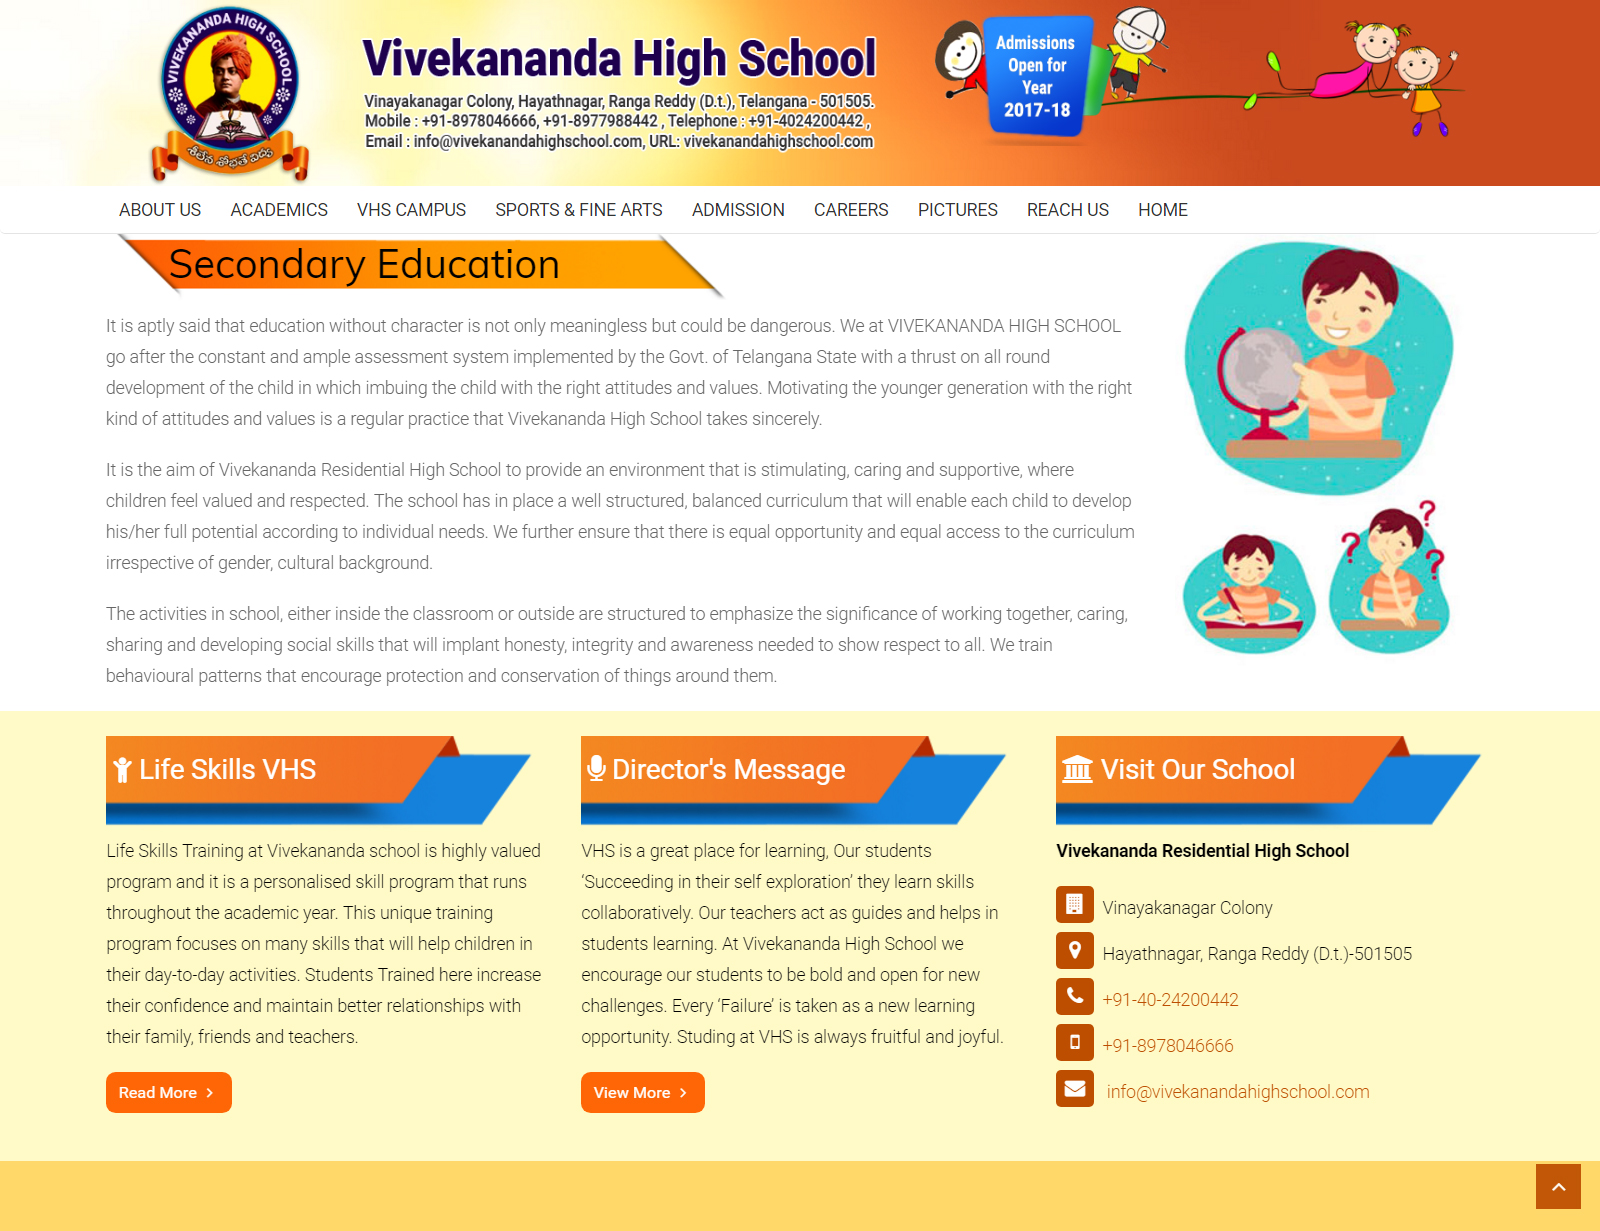 VIVEKANANDA HIGH SCHOOL
Vivekananda High School
Vinayakanagar Colony, Hayathnagar, Ranga Reddy (D.t.), Telangana - 501505.
Mobile : +91-8978046666, +91-8977988442 , Telephone : +91-4024200442 ,
Email : info@vivekanandahighschool.com, URL: vivekanandahighschool.com
Admissions
Open for
Year
2017-18
ABOUT US ACADEMICS VHS CAMPUS SPORTS & FINE ARTS ADMISSION CAREERS PICTURES REACH US HOME
Secondary Education
It is aptly said that education without character is not only meaningless but could be dangerous. We at VIVEKANANDA HIGH SCHOOL
go after the constant and ample assessment system implemented by the Govt. of Telangana State with a thrust on all round
development of the child in which imbuing the child with the right attitudes and values. Motivating the younger generation with the right
kind of attitudes and values is a regular practice that Vivekananda High School takes sincerely.
It is the aim of Vivekananda Residential High School to provide an environment that is stimulating, caring and supportive, where
children feel valued and respected. The school has in place a well structured, balanced curriculum that will enable each child to develop
his/her full potential according to individual needs. We further ensure that there is equal opportunity and equal access to the curriculum
irrespective of gender, cultural background.
The activities in school, either inside the classroom or outside are structured to emphasize the significance of working together, caring,
sharing and developing social skills that will implant honesty, integrity and awareness needed to show respect to all. We train
behavioural patterns that encourage protection and conservation of things around them.
Life Skills VHS
Life Skills Training at Vivekananda school is highly valued
program and it is a personalised skill program that runs
throughout the academic year. This unique training
program focuses on many skills that will help children in
their day-to-day activities. Students Trained here increase
their confidence and maintain better relationships with
their family, friends and teachers.
Read More
Director's Message
VHS is a great place for learning, Our students
‘Succeeding in their self exploration’ they learn skills
collaboratively. Our teachers act as guides and helps in
students learning. At Vivekananda High School we
encourage our students to be bold and open for new
challenges. Every ‘Failure’ is taken as a new learning
opportunity. Studing at VHS is always fruitful and joyful.
View More
Visit Our School
Vivekananda Residential High School
Vinayakanagar Colony
Hayathnagar, Ranga Reddy (D.t.)-501505
+91-40-24200442
+91-8978046666
info@vivekanandahighschool.com